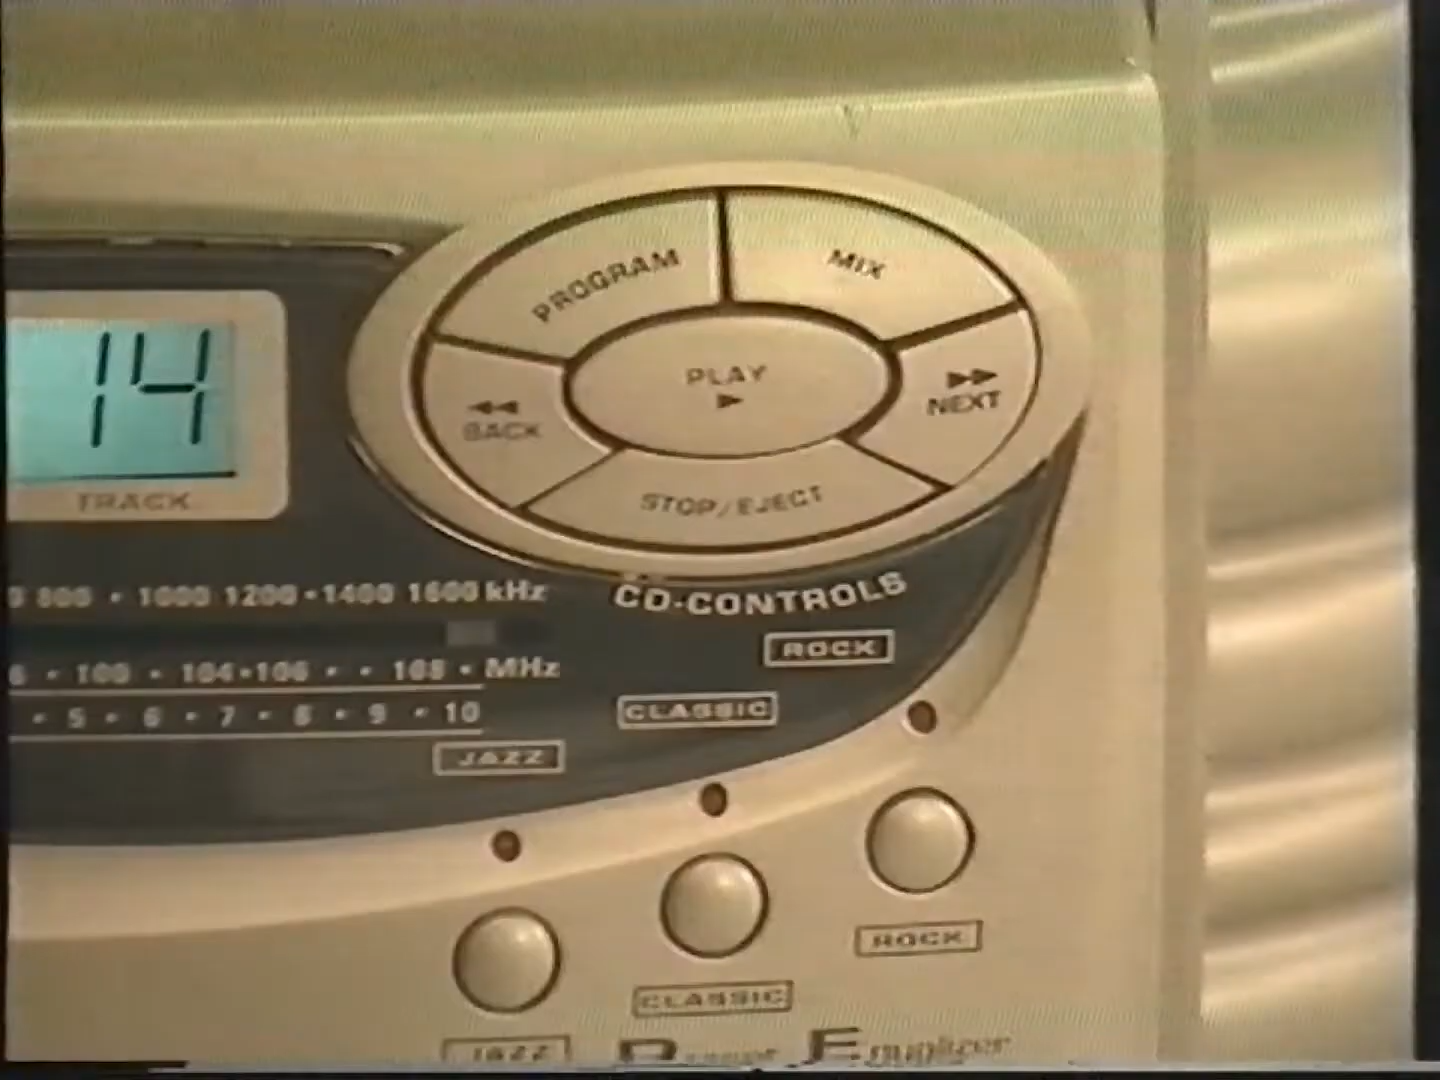 PROGRAM
MIX
14
PLAY
BACK
NEXT
TRACK
STOP/EJECT
800 • 1000 1200 • 1400 1600 kHz
CD-CONTROLS
ROCK
• 100 • 104 • 106 • • 108 • MHz
CLASSIC
• 5 • 6 • 7 • 8 • 9 • 10
JAZZ
ROCK
CLASSIC
JAZZ
Equalizer